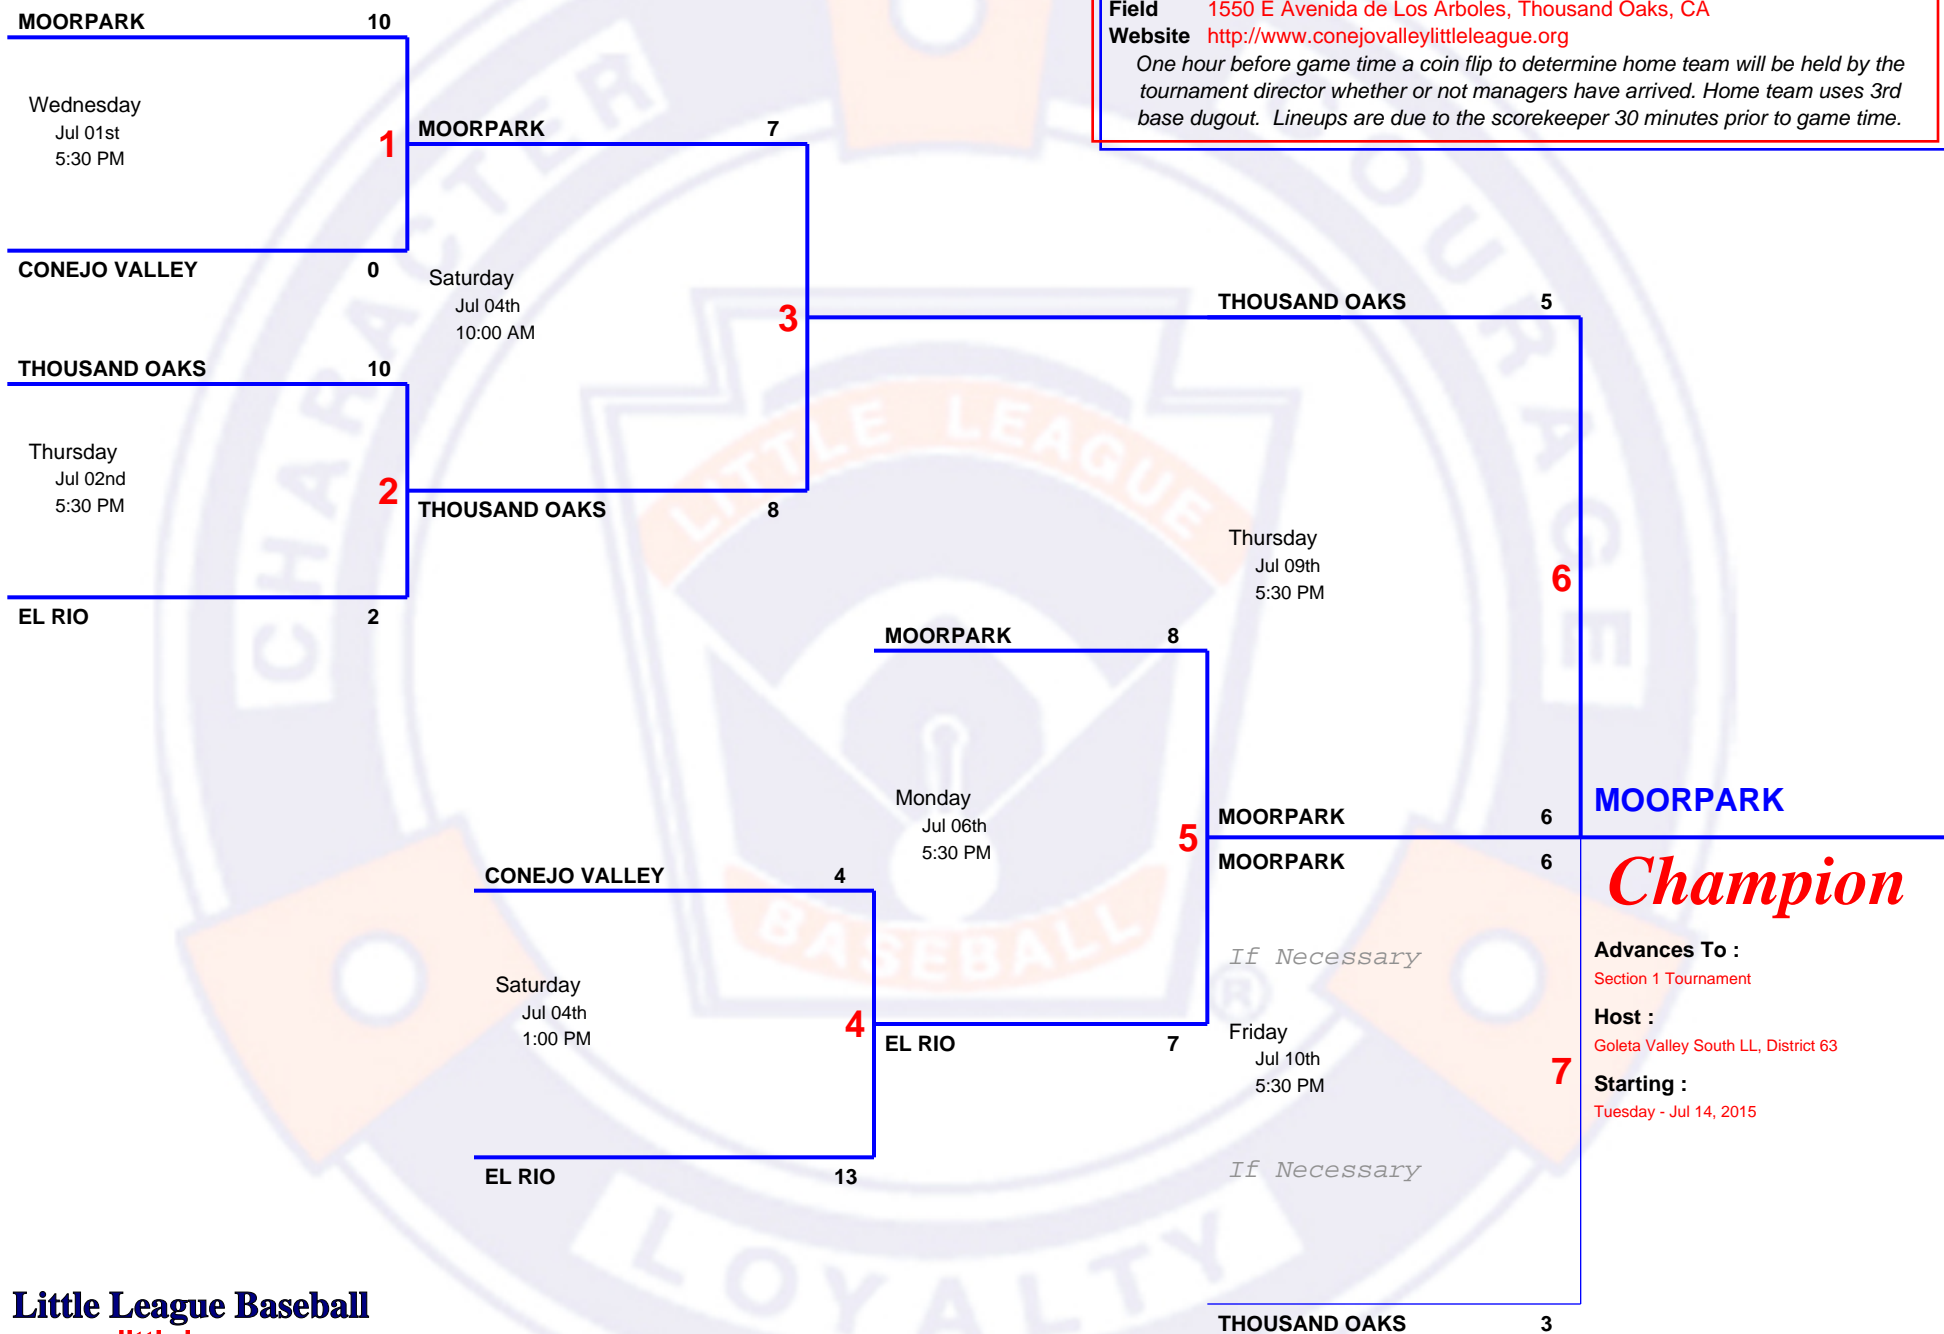 Field 1550 E Avenida de Los Arboles, Thousand Oaks, CA
Website http://www.conejovalleylittleleague.org
One hour before game time a coin flip to determine home team will be held by the
tournament director whether or not managers have arrived. Home team uses 3rd
base dugout. Lineups are due to the scorekeeper 30 minutes prior to game time.
MOORPARK 10
Wednesday
Jul 01st
5:30 PM
1
CONEJO VALLEY 0
MOORPARK 7
Saturday
Jul 04th
10:00 AM
3
THOUSAND OAKS 10
Thursday
Jul 02nd
5:30 PM
2
EL RIO 2
THOUSAND OAKS 8
THOUSAND OAKS 5
Thursday
Jul 09th
5:30 PM
6
MOORPARK 8
Monday
Jul 06th
5:30 PM
5
CONEJO VALLEY 4
Saturday
Jul 04th
1:00 PM
4
EL RIO 13
EL RIO 7
MOORPARK 6
MOORPARK 6
If Necessary
Friday
Jul 10th
5:30 PM
7
If Necessary
THOUSAND OAKS 3
MOORPARK
Champion
Advances To :
Section 1 Tournament
Host :
Goleta Valley South LL, District 63
Starting :
Tuesday - Jul 14, 2015
CHARACTER
COURAGE
LOYALTY
LITTLE LEAGUE
BASEBALL
®
Little League Baseball